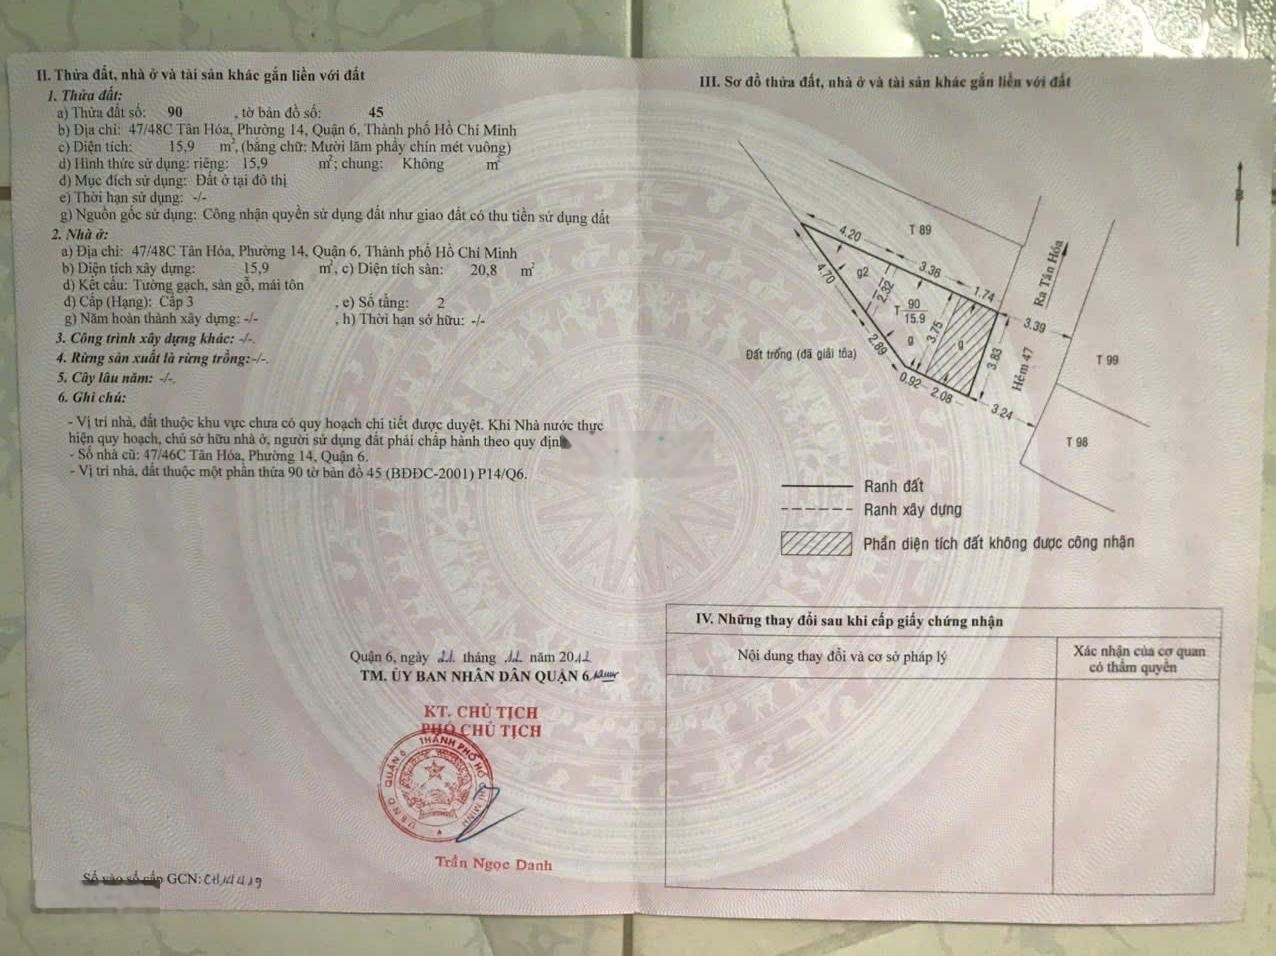 II. Thửa đất, nhà ở và tài sản khác gắn liền với đất
1. Thửa đất:
a) Thửa đất số: 90 , tờ bản đồ số: 45
b) Địa chỉ: 47/48C Tân Hóa, Phường 14, Quận 6, Thành phố Hồ Chí Minh
c) Diện tích: 15,9 m², (bằng chữ: Mười lăm phẩy chín mét vuông)
d) Hình thức sử dụng: riêng: 15,9 m²; chung: Không m²
đ) Mục đích sử dụng: Đất ở tại đô thị
e) Thời hạn sử dụng: -/-
g) Nguồn gốc sử dụng: Công nhận quyền sử dụng đất như giao đất có thu tiền sử dụng đất
2. Nhà ở:
a) Địa chỉ: 47/48C Tân Hóa, Phường 14, Quận 6, Thành phố Hồ Chí Minh
b) Diện tích xây dựng: 15,9 m², c) Diện tích sàn: 20,8 m²
d) Kết cấu: Tường gạch, sàn gỗ, mái tôn
đ) Cấp (Hạng): Cấp 3 , e) Số tầng: 2
g) Năm hoàn thành xây dựng: -/- , h) Thời hạn sở hữu: -/-
3. Công trình xây dựng khác: -/-.
4. Rừng sản xuất là rừng trồng:-/-.
5. Cây lâu năm: -/-.
6. Ghi chú:
- Vị trí nhà, đất thuộc khu vực chưa có quy hoạch chi tiết được duyệt. Khi Nhà nước thực
hiện quy hoạch, chủ sở hữu nhà ở, người sử dụng đất phải chấp hành theo quy định
- Số nhà cũ: 47/46C Tân Hóa, Phường 14, Quận 6.
- Vị trí nhà, đất thuộc một phần thửa 90 tờ bản đồ 45 (BĐĐC-2001) P14/Q6.
Quận 6, ngày 21 tháng 12 năm 2012
TM. ỦY BAN NHÂN DÂN QUẬN 6
KT. CHỦ TỊCH
PHÓ CHỦ TỊCH
U.B.N.D QUẬN 6 THÀNH PHỐ HỒ CHÍ MINH
Trần Ngọc Danh
Số vào sổ cấp GCN: CH14419
III. Sơ đồ thửa đất, nhà ở và tài sản khác gắn liền với đất
B
T 89
4.20
3.36
1.74
4.70
g2
2.32
T 90
15.9
3.75
g
g
2.89
3.83
0.92
2.08
3.39
3.24
Ra Tân Hóa
Hẻm 47
T 99
T 98
Đất trống (đã giải tỏa)
Ranh đất
Ranh xây dựng
Phần diện tích đất không được công nhận
IV. Những thay đổi sau khi cấp giấy chứng nhận
Nội dung thay đổi và cơ sở pháp lý
Xác nhận của cơ quan
có thẩm quyền